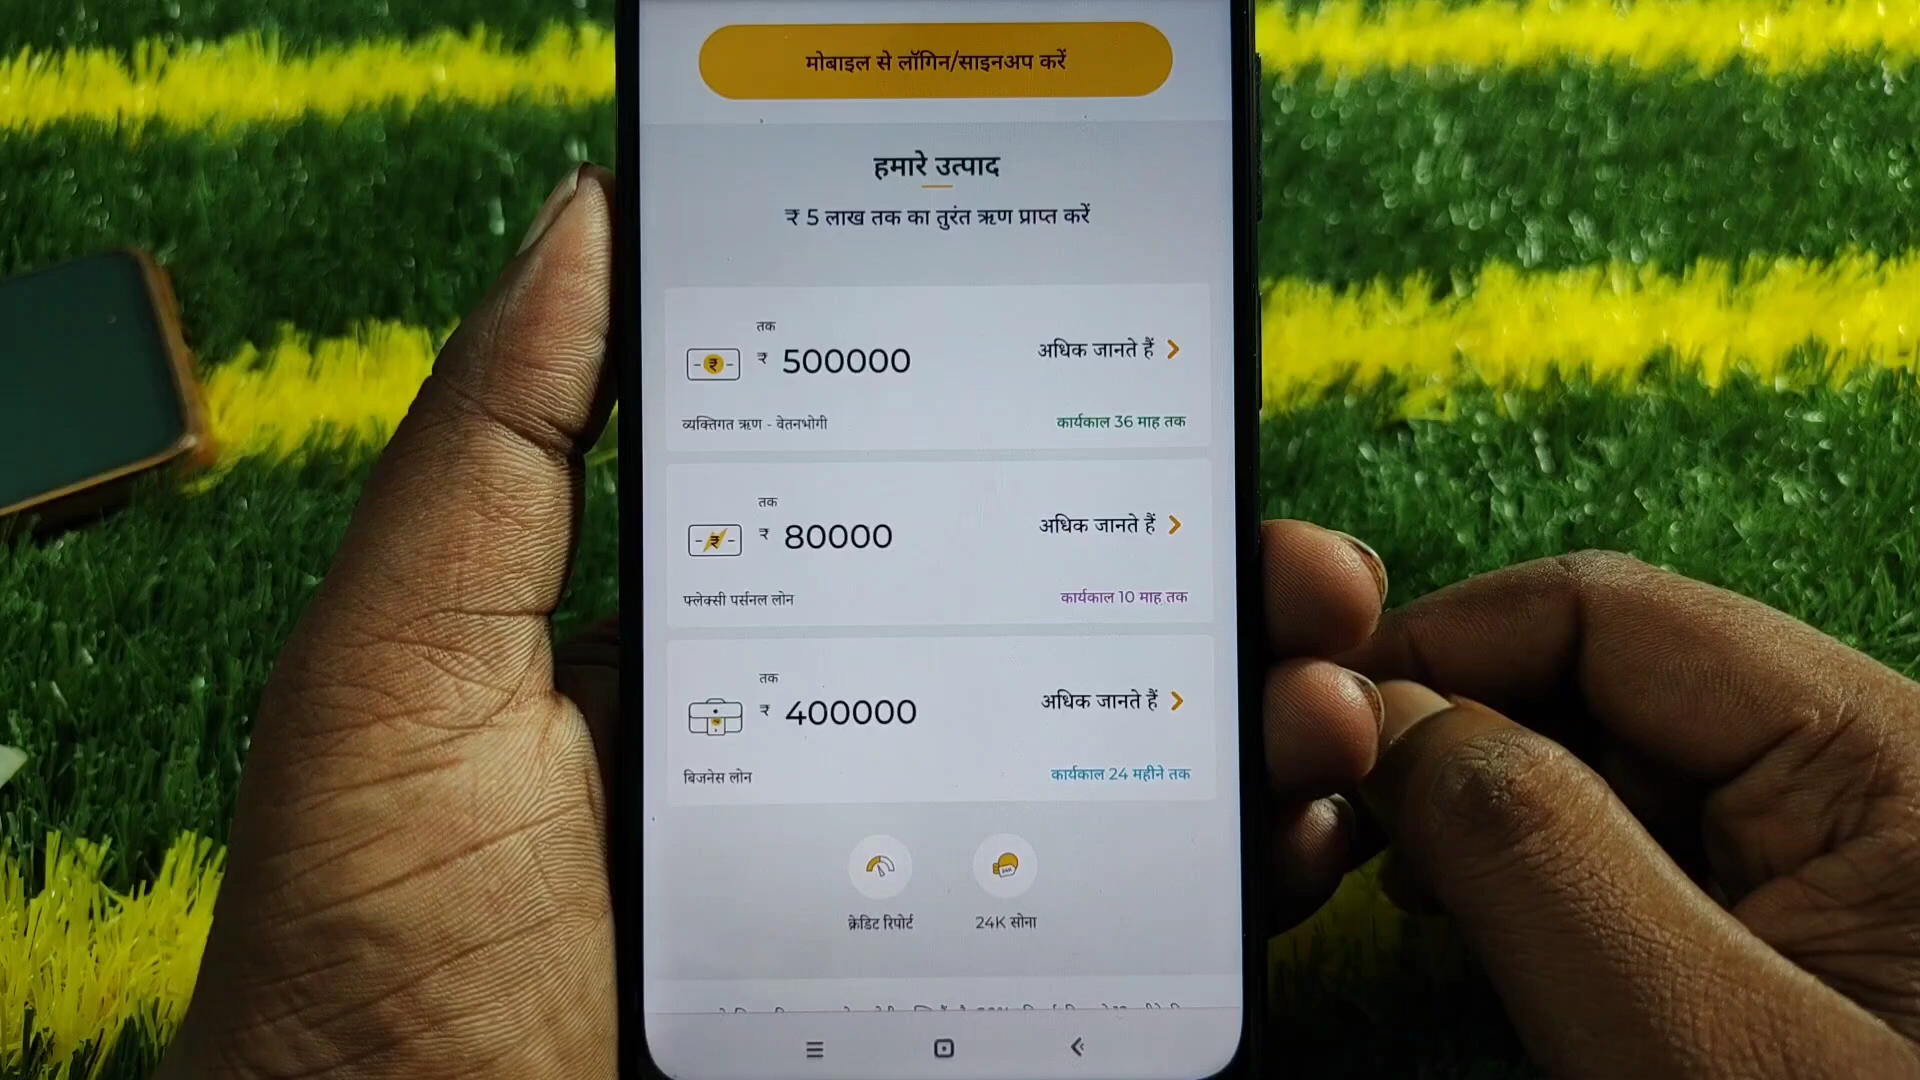 मोबाइल से लॉगिन/साइनअप करें
हमारे उत्पाद
₹ 5 लाख तक का तुरंत ऋण प्राप्त करें
तक
₹ 500000
अधिक जानते हैं
व्यक्तिगत ऋण - वेतनभोगी
कार्यकाल 36 माह तक
तक
₹ 80000
अधिक जानते हैं
फ्लेक्सी पर्सनल लोन
कार्यकाल 10 माह तक
तक
₹ 400000
अधिक जानते हैं
बिजनेस लोन
कार्यकाल 24 महीने तक
क्रेडिट रिपोर्ट
24K सोना